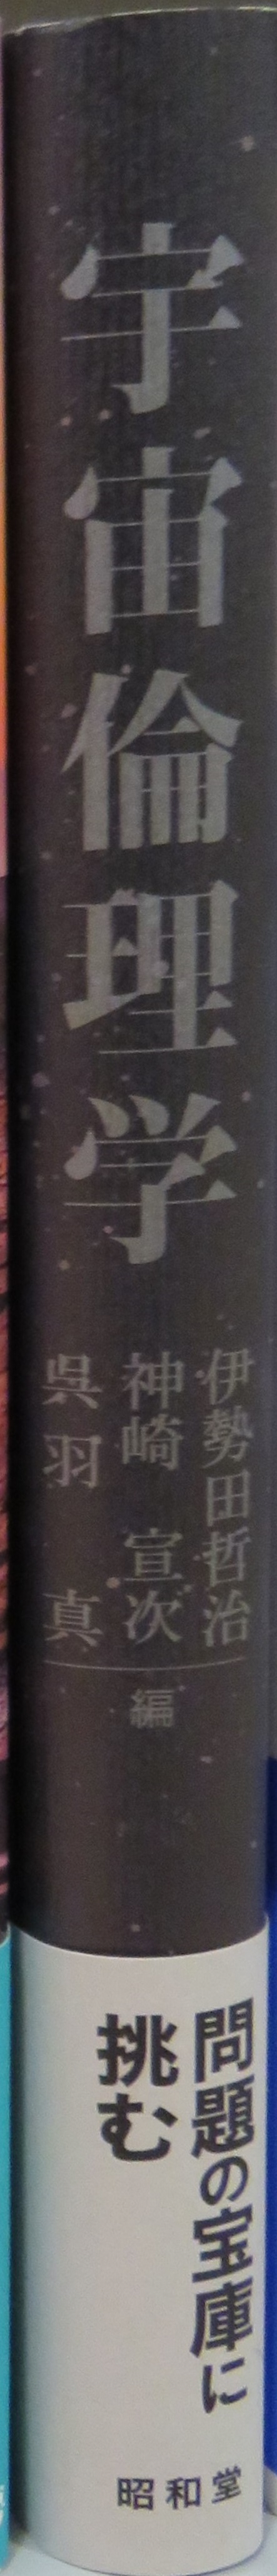 宇宙倫理学
伊勢田哲治
神崎 宣次
呉羽 真
編
問題の宝庫に
挑む
昭和堂